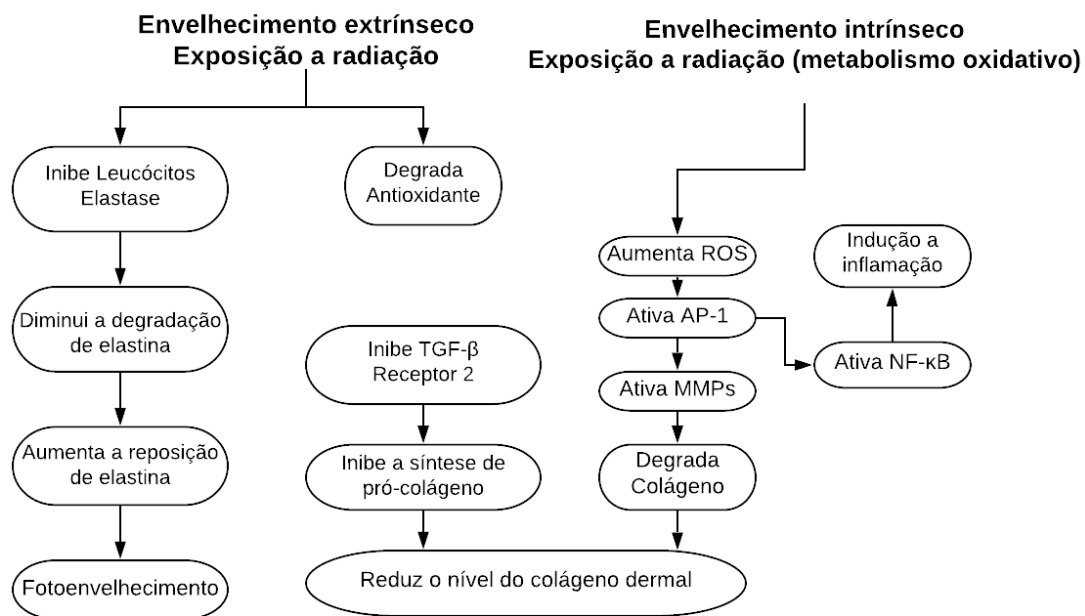 Envelhecimento extrínseco
Exposição a radiação
Inibe Leucócitos
Elastase
Degrada
Antioxidante
Diminui a degradação
de elastina
Inibe TGF-β
Receptor 2
Aumenta a reposição
de elastina
Inibe a síntese de
pró-colágeno
Fotoenvelhecimento
Envelhecimento intrínseco
Exposição a radiação (metabolismo oxidativo)
Aumenta ROS
Indução a
inflamação
Ativa AP-1
Ativa NF-κB
Ativa MMPs
Degrada
Colágeno
Reduz o nível do colágeno dermal